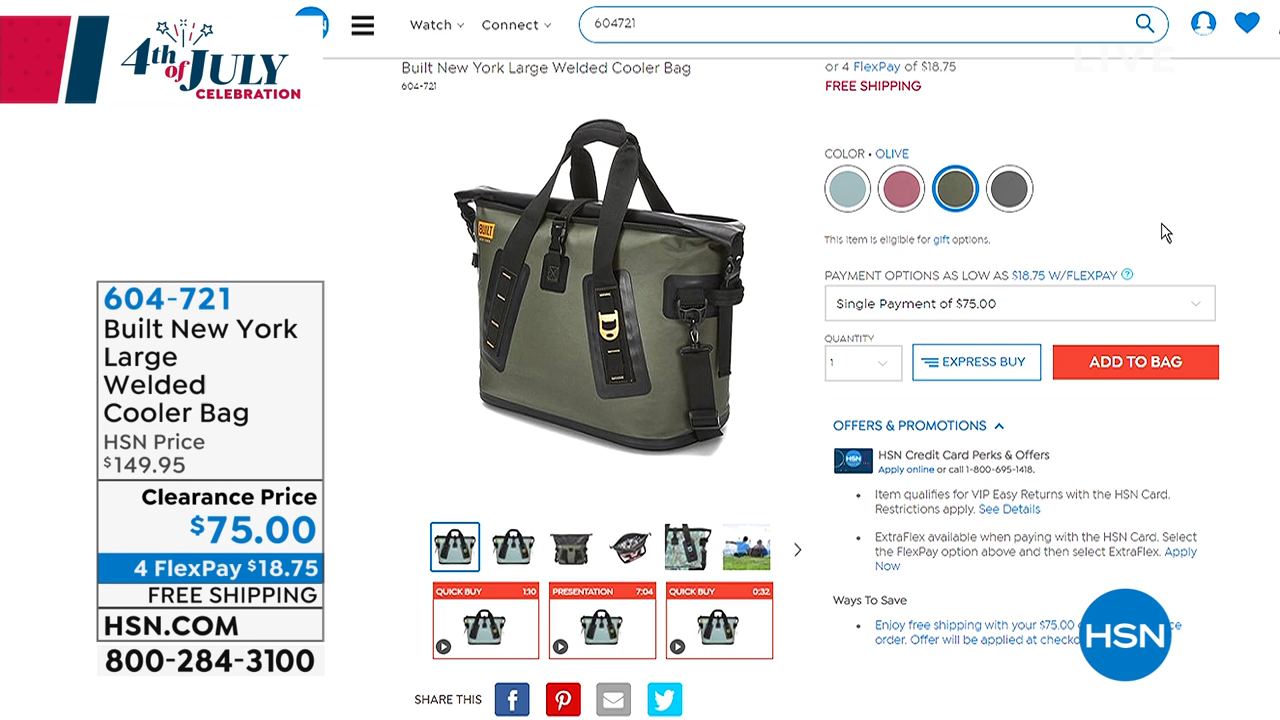 4th
of JULY
CELEBRATION
Watch
Connect
604721
LIVE
Built New York Large Welded Cooler Bag
604-721
or 4 FlexPay of $18.75
FREE SHIPPING
COLOR • OLIVE
This item is eligible for gift options.
PAYMENT OPTIONS AS LOW AS $18.75 W/FLEXPAY ?
Single Payment of $75.00
QUANTITY
1
EXPRESS BUY
ADD TO BAG
BUILT
604-721
Built New York
Large
Welded
Cooler Bag
HSN Price
$149.95
Clearance Price
$75.00
4 FlexPay $18.75
FREE SHIPPING
HSN.COM
800-284-3100
OFFERS & PROMOTIONS
HSN
HSN Credit Card Perks & Offers
Apply online or call 1-800-695-1418.
• Item qualifies for VIP Easy Returns with the HSN Card.
Restrictions apply. See Details
• ExtraFlex available when paying with the HSN Card. Select
the FlexPay option above and then select ExtraFlex. Apply
Now
Ways To Save
• Enjoy free shipping with your $75.00
order. Offer will be applied at
HSN
QUICK BUY 1:10
PRESENTATION 7:04
QUICK BUY 0:32
SHARE THIS